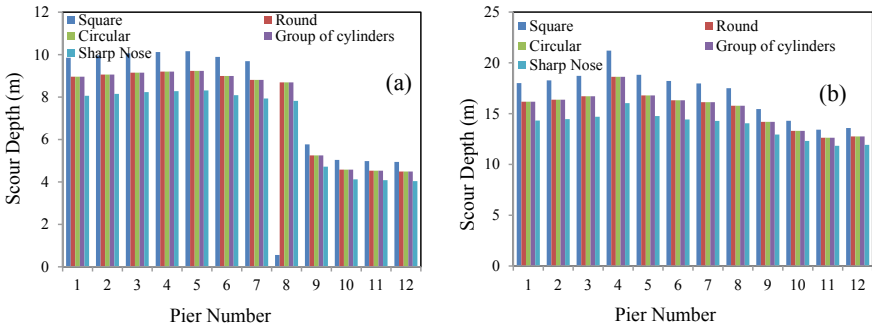 Square
Round
Circular
Group of cylinders
Sharp Nose
(a)
Scour Depth (m)
12
10
8
6
4
2
0
1 2 3 4 5 6 7 8 9 10 11 12
Pier Number
Square
Round
Circular
Group of cylinders
Sharp Nose
(b)
Scour Depth (m)
25
20
15
10
5
0
1 2 3 4 5 6 7 8 9 10 11 12
Pier Number